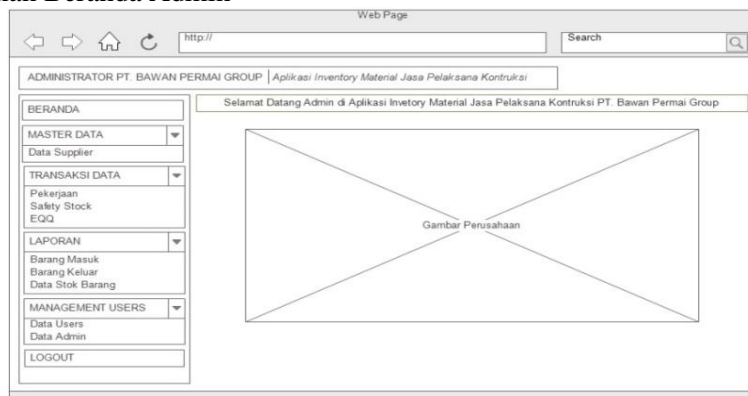 Web Page
http://
Search
ADMINISTRATOR PT. BAWAN PERMAI GROUP | Aplikasi Inventory Material Jasa Pelaksana Kontruksi
BERANDA
Selamat Datang Admin di Aplikasi Invetory Material Jasa Pelaksana Kontruksi PT. Bawan Permai Group
MASTER DATA
Data Supplier
TRANSAKSI DATA
Pekerjaan
Safety Stock
EQQ
LAPORAN
Barang Masuk
Barang Keluar
Data Stok Barang
MANAGEMENT USERS
Data Users
Data Admin
LOGOUT
Gambar Perusahaan